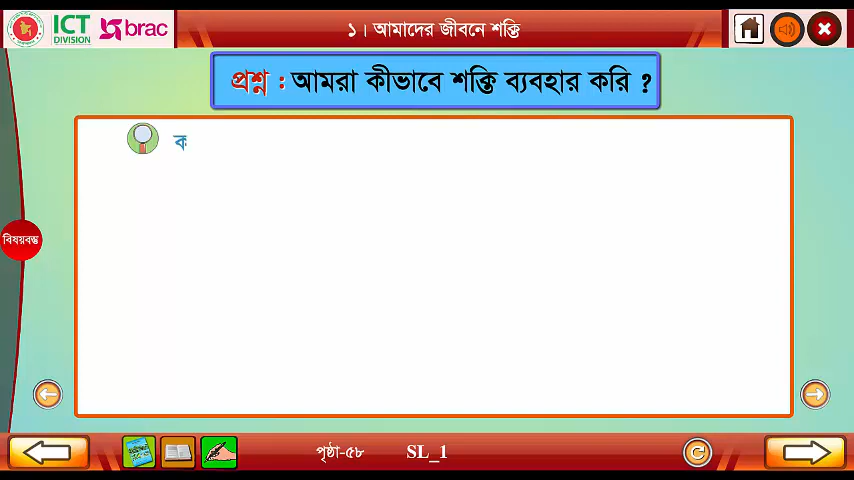 ICT
DIVISION
brac
১। আমাদের জীবনে শক্তি
প্রশ্ন : আমরা কীভাবে শক্তি ব্যবহার করি ?
ক
বিষয়বস্তু
পৃষ্ঠা-৫৮
SL_1